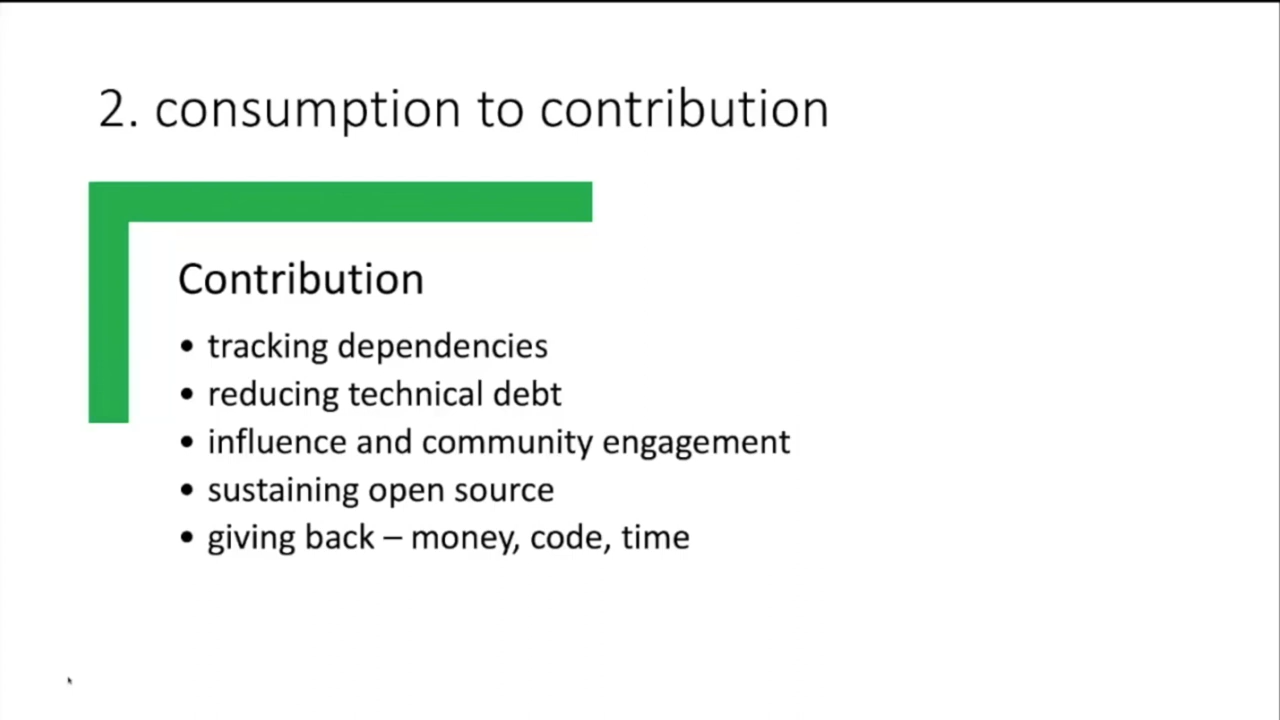 2. consumption to contribution
Contribution
• tracking dependencies
• reducing technical debt
• influence and community engagement
• sustaining open source
• giving back – money, code, time